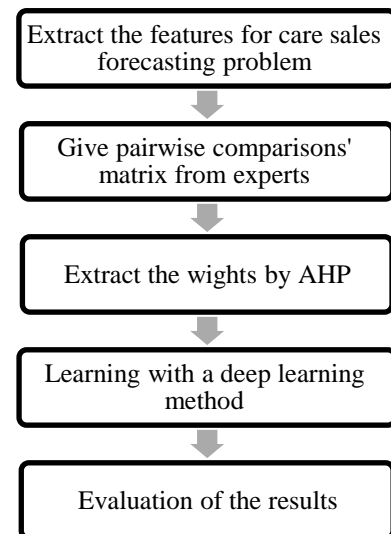 Extract the features for care sales
forecasting problem
Give pairwise comparisons'
matrix from experts
Extract the wights by AHP
Learning with a deep learning
method
Evaluation of the results